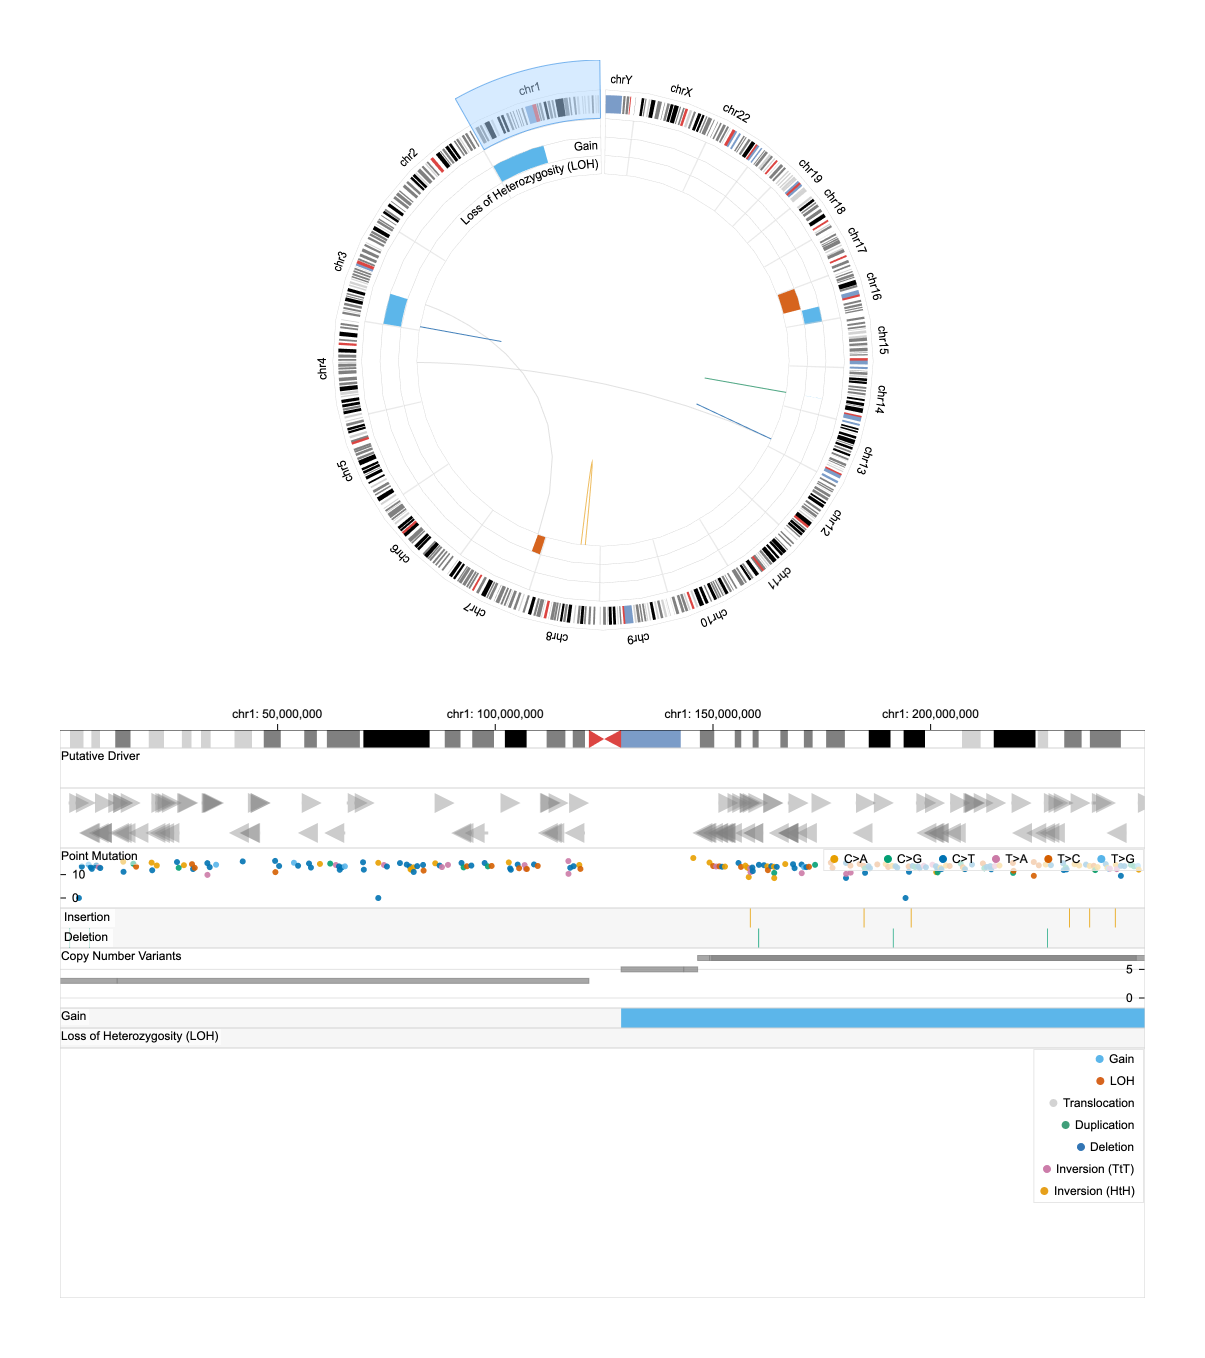 chr1
chrY
chrX
chr22
chr19
chr18
chr17
chr16
chr15
chr14
chr13
chr12
chr11
chr10
chr9
chr8
chr7
chr6
chr5
chr4
chr3
chr2
Gain
Loss of Heterozygosity (LOH)
chr1: 50,000,000 chr1: 100,000,000 chr1: 150,000,000 chr1: 200,000,000
Putative Driver
Point Mutation
C>A C>G C>T T>A T>C T>G
10
0
Insertion
Deletion
Copy Number Variants
5
0
Gain
Loss of Heterozygosity (LOH)
Gain
LOH
Translocation
Duplication
Deletion
Inversion (TtT)
Inversion (HtH)